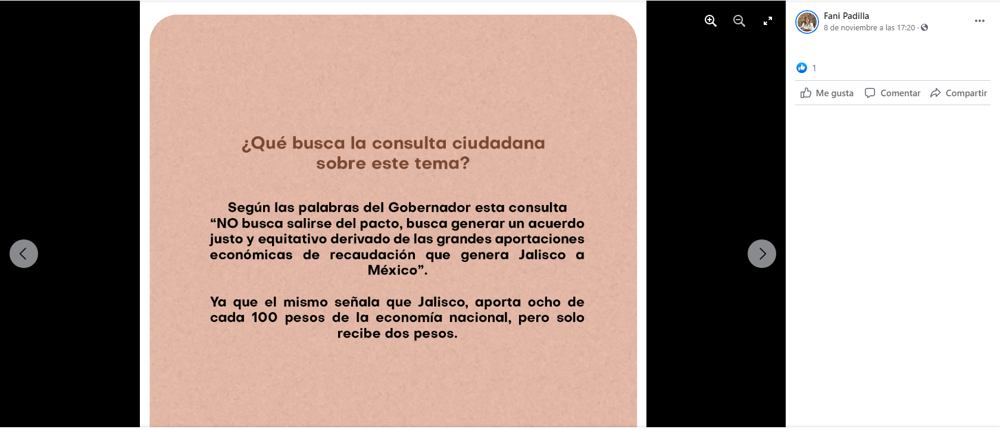 ¿Qué busca la consulta ciudadana
sobre este tema?
Según las palabras del Gobernador esta consulta
“NO busca salirse del pacto, busca generar un acuerdo
justo y equitativo derivado de las grandes aportaciones
económicas de recaudación que genera Jalisco a
México”.
Ya que el mismo señala que Jalisco, aporta ocho de
cada 100 pesos de la economía nacional, pero solo
recibe dos pesos.
Fani Padilla
8 de noviembre a las 17:20 ·
1
Me gusta Comentar Compartir